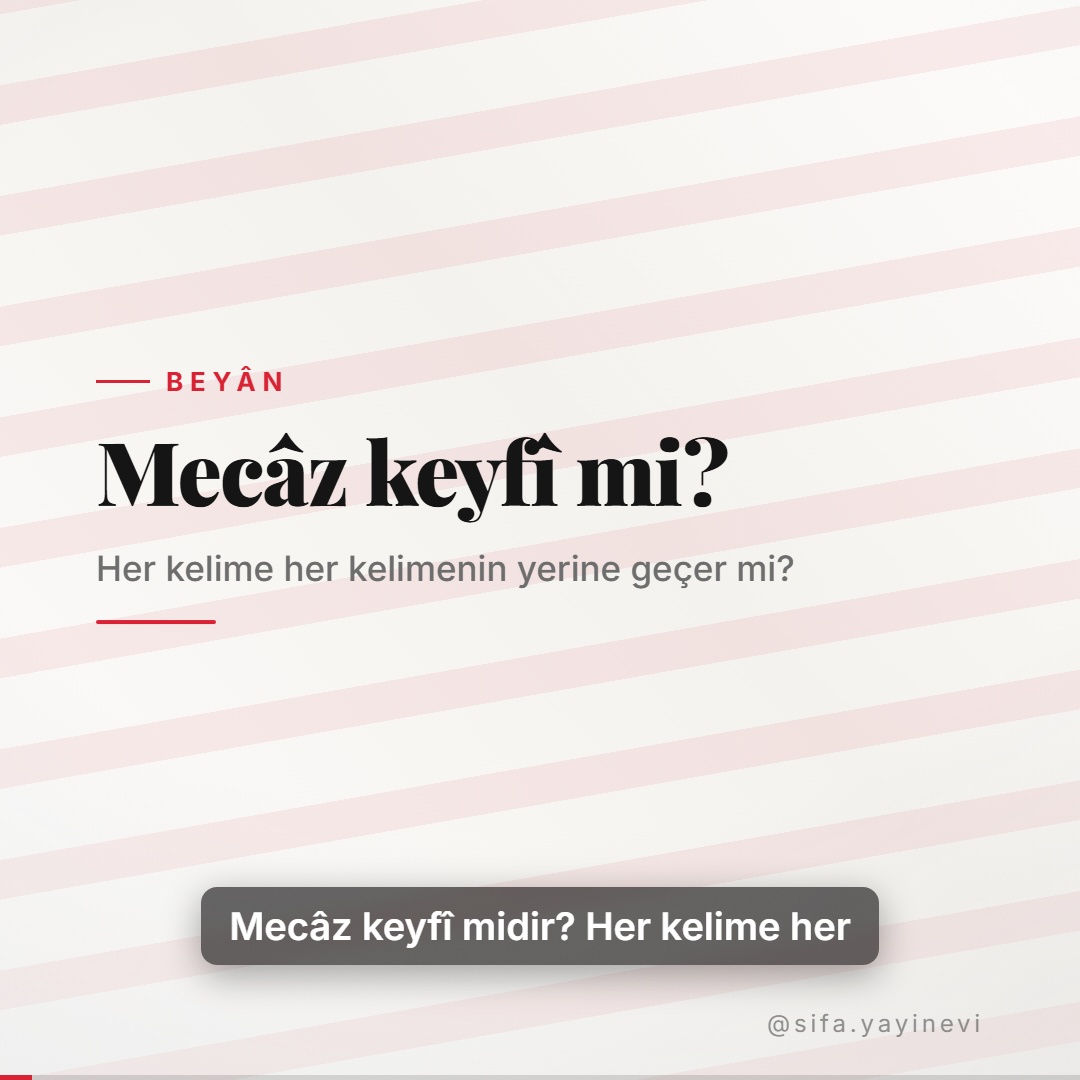 BEYÂN
Mecâz keyfî mi?
Her kelime her kelimenin yerine geçer mi?
Mecâz keyfî midir? Her kelime her
@sifa.yayinevi